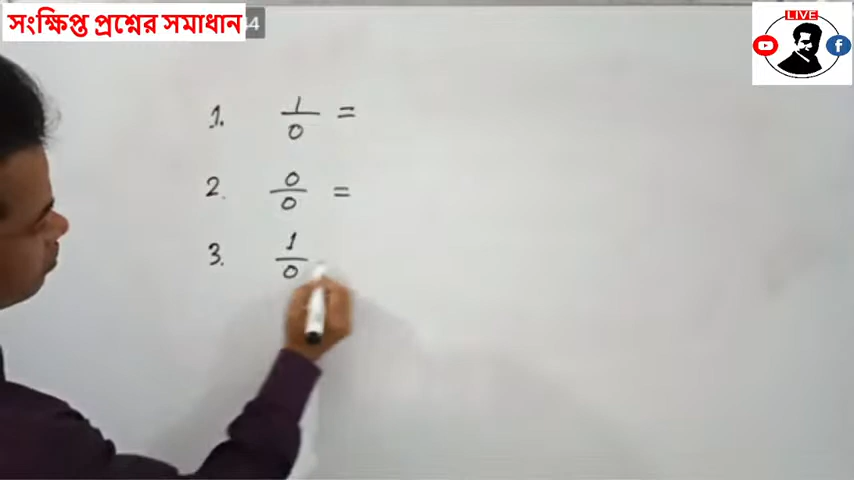 সংক্ষিপ্ত প্রশ্নের সমাধান
LIVE
1. 1/0 =
2. 0/0 =
3. 1/0